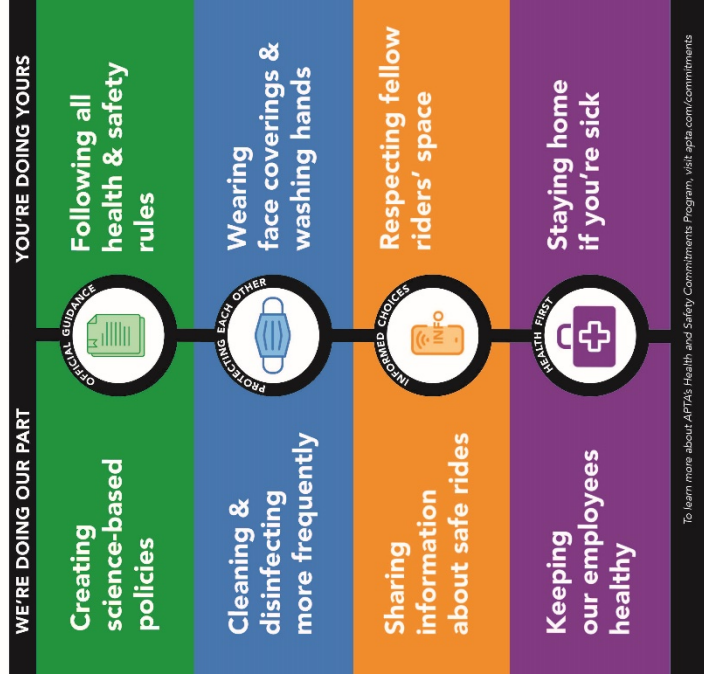 WE'RE DOING OUR PART
YOU'RE DOING YOURS
Creating
science-based
policies
OFFICIAL GUIDANCE
Following all
health & safety
rules
Cleaning &
disinfecting
more frequently
PROTECTING EACH OTHER
Wearing
face coverings &
washing hands
Sharing
information
about safe rides
INFORMED CHOICES
INFO
Respecting fellow
riders' space
Keeping
our employees
healthy
HEALTH FIRST
Staying home
if you're sick
To learn more about APTA's Health and Safety Commitments Program, visit apta.com/commitments